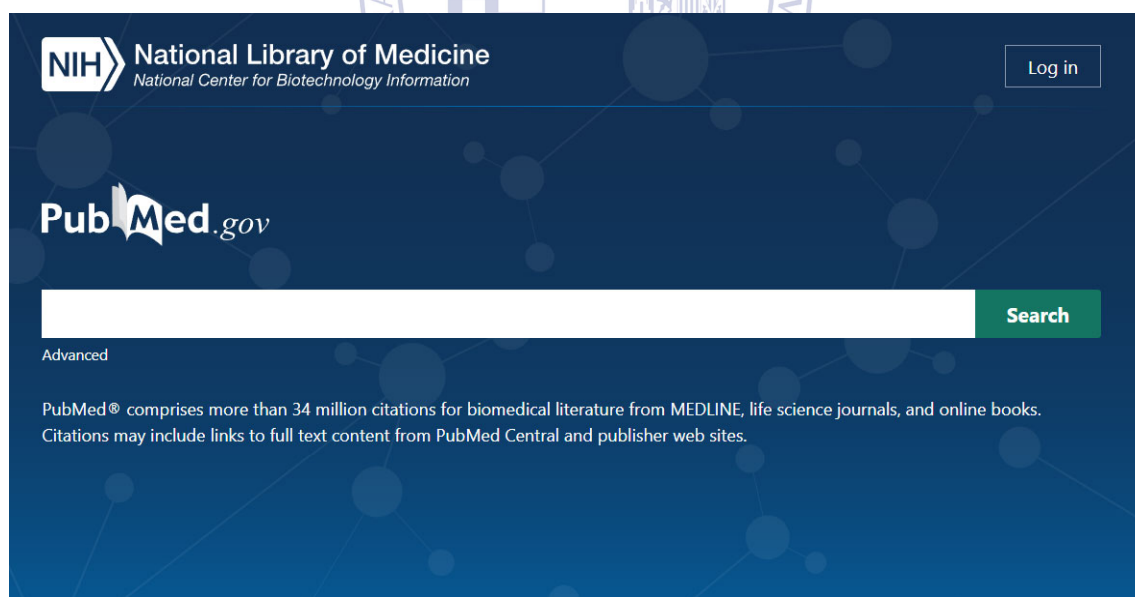 NIH
National Library of Medicine
National Center for Biotechnology Information
Log in
PubMed.gov
Search
Advanced
PubMed® comprises more than 34 million citations for biomedical literature from MEDLINE, life science journals, and online books.
Citations may include links to full text content from PubMed Central and publisher web sites.